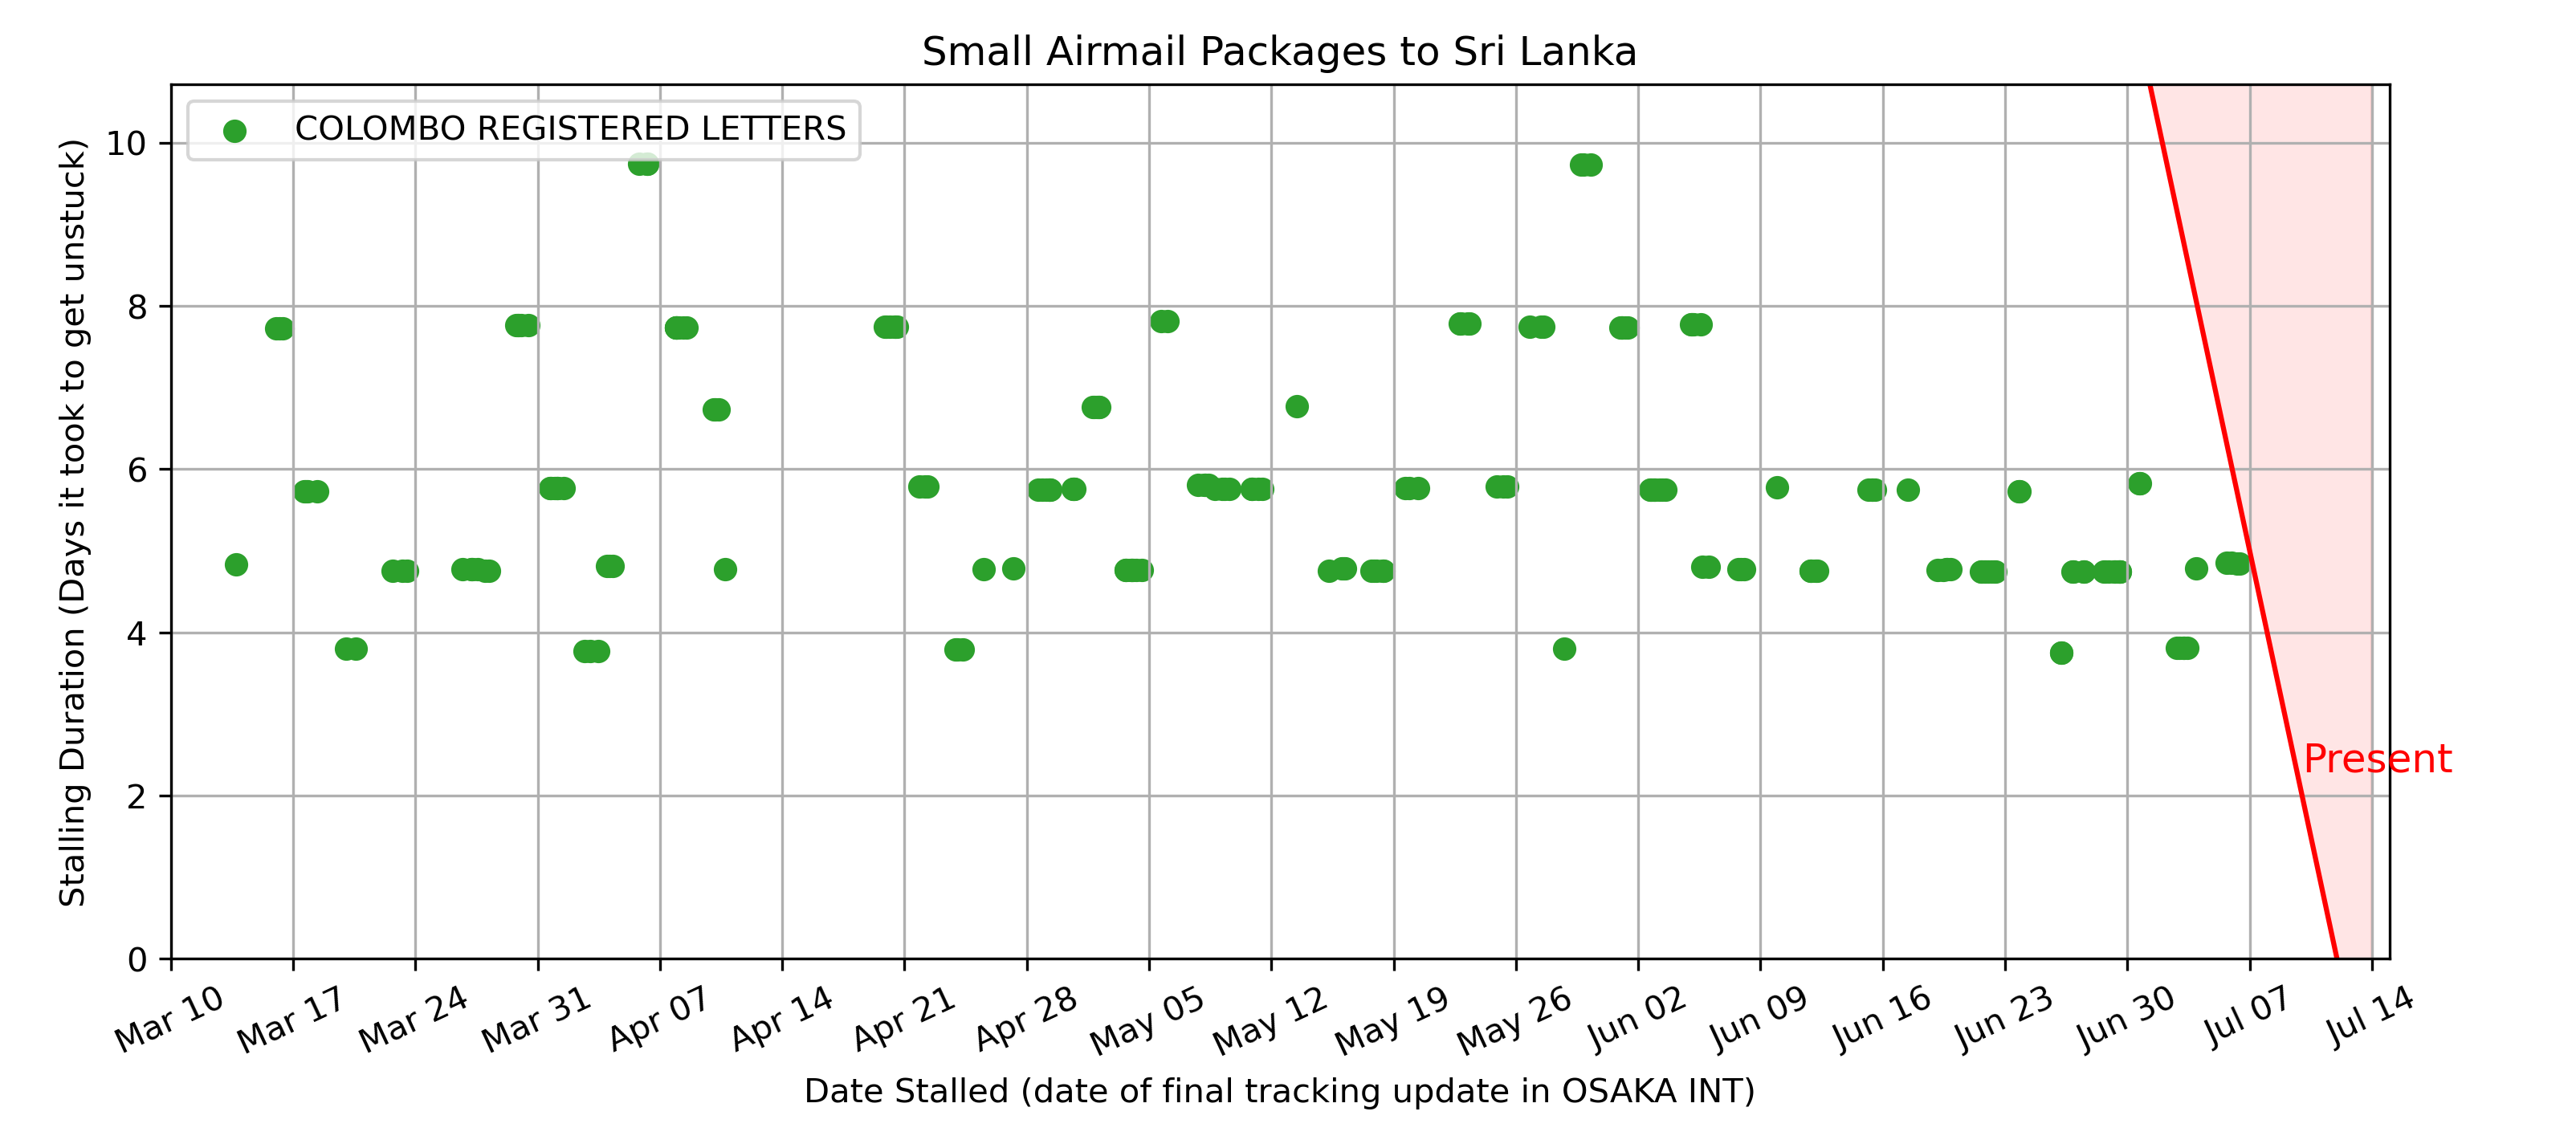 Small Airmail Packages to Sri Lanka
COLOMBO REGISTERED LETTERS
Stalling Duration (Days it took to get unstuck)
10
8
6
4
2
0
Present
Mar 10
Mar 17
Mar 24
Mar 31
Apr 07
Apr 14
Apr 21
Apr 28
May 05
May 12
May 19
May 26
Jun 02
Jun 09
Jun 16
Jun 23
Jun 30
Jul 07
Jul 14
Date Stalled (date of final tracking update in OSAKA INT)